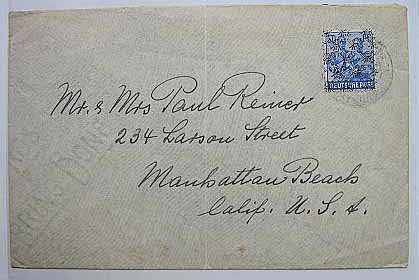 DEUTSCHE POST
Mr. & Mrs Paul Reiner
234 Larson Street
Manhattan Beach
Calif. U. S. A.